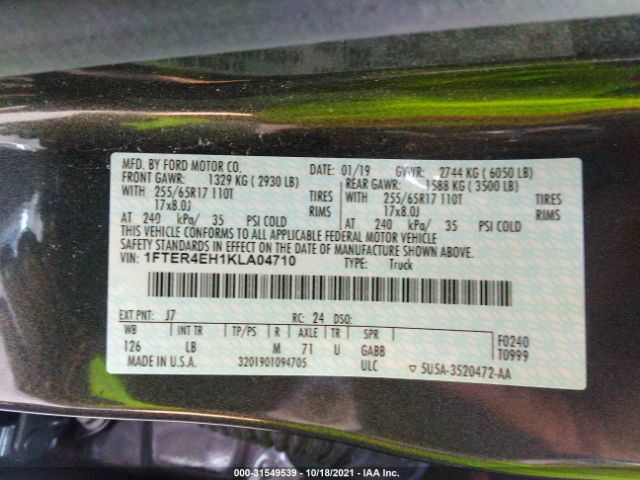 MFD. BY FORD MOTOR CO.
DATE: 01/19 GVWR: 2744 KG ( 6050 LB)
FRONT GAWR: 1329 KG ( 2930 LB) REAR GAWR: 1588 KG ( 3500 LB)
WITH 255/65R17 110T TIRES WITH 255/65R17 110T TIRES
17x8.0J RIMS 17x8.0J RIMS
AT 240 kPa/ 35 PSI COLD AT 240 kPa/ 35 PSI COLD
THIS VEHICLE CONFORMS TO ALL APPLICABLE FEDERAL MOTOR VEHICLE
SAFETY STANDARDS IN EFFECT ON THE DATE OF MANUFACTURE SHOWN ABOVE.
VIN: 1FTER4EH1KLA04710 TYPE: Truck
EXT PNT: J7 RC: 24 DSO:
WB INT TR TP/PS R AXLE TR SPR F0240
126 LB M 71 U GABB T0999
MADE IN U.S.A. 3201901094705 ULC ▽ 5U5A-3520472-AA
000-31549539 - 10/18/2021 - IAA Inc.